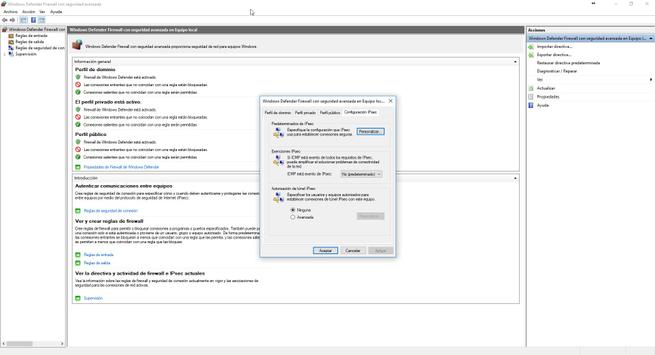 Windows Defender Firewall con seguridad avanzada
Archivo Acción Ver Ayuda
Windows Defender Firewall con
Reglas de entrada
Reglas de salida
Reglas de seguridad de con
Supervisión
Windows Defender Firewall con seguridad avanzada en Equipo local
Windows Defender Firewall con seguridad avanzada proporciona seguridad de red para equipos Windows.
Información general
Perfil de dominio
Firewall de Windows Defender está activado.
Las conexiones entrantes que no coincidan con una regla están bloqueadas.
Conexiones salientes que no coinciden con una regla están permitidas.
El perfil privado está activo
Firewall de Windows Defender está activado.
Las conexiones entrantes que no coincidan con una regla están bloqueadas.
Conexiones salientes que no coinciden con una regla están permitidas.
Perfil público
Firewall de Windows Defender está activado.
Las conexiones entrantes que no coincidan con una regla están bloqueadas.
Conexiones salientes que no coinciden con una regla están permitidas.
Propiedades de Firewall de Windows Defender
Introducción
Autenticar comunicaciones entre equipos
Reglas de seguridad de conexión
Ver y crear reglas de firewall
Reglas de entrada
Reglas de salida
Ver la directiva y actividad de firewall e IPsec actuales
Supervisión
Windows Defender Firewall con seguridad avanzada en Equipo loc...
Perfil de dominio Perfil privado Perfil público Configuración IPsec
Predeterminados de IPsec
Especifique la configuración que IPsec
usa para establecer conexiones seguras.
Personalizar...
Exenciones IPsec
Si ICMP está exento de todos los requisitos de IPsec,
puede simplificar el solucionar problemas de conectividad
de la red.
ICMP está exento de IPsec:
No (predeterminado)
Autorización de túnel IPsec
Especifique los usuarios y equipos autorizados para
establecer conexiones de túnel IPsec con este equipo.
Ninguna
Avanzada
Personalizar...
Aceptar Cancelar Aplicar
Acciones
Windows Defender Firewall con seguridad avanzada en Equipo l...
Importar directiva...
Exportar directiva...
Restaurar directiva predeterminada
Diagnosticar / Reparar
Ver
Actualizar
Propiedades
Ayuda